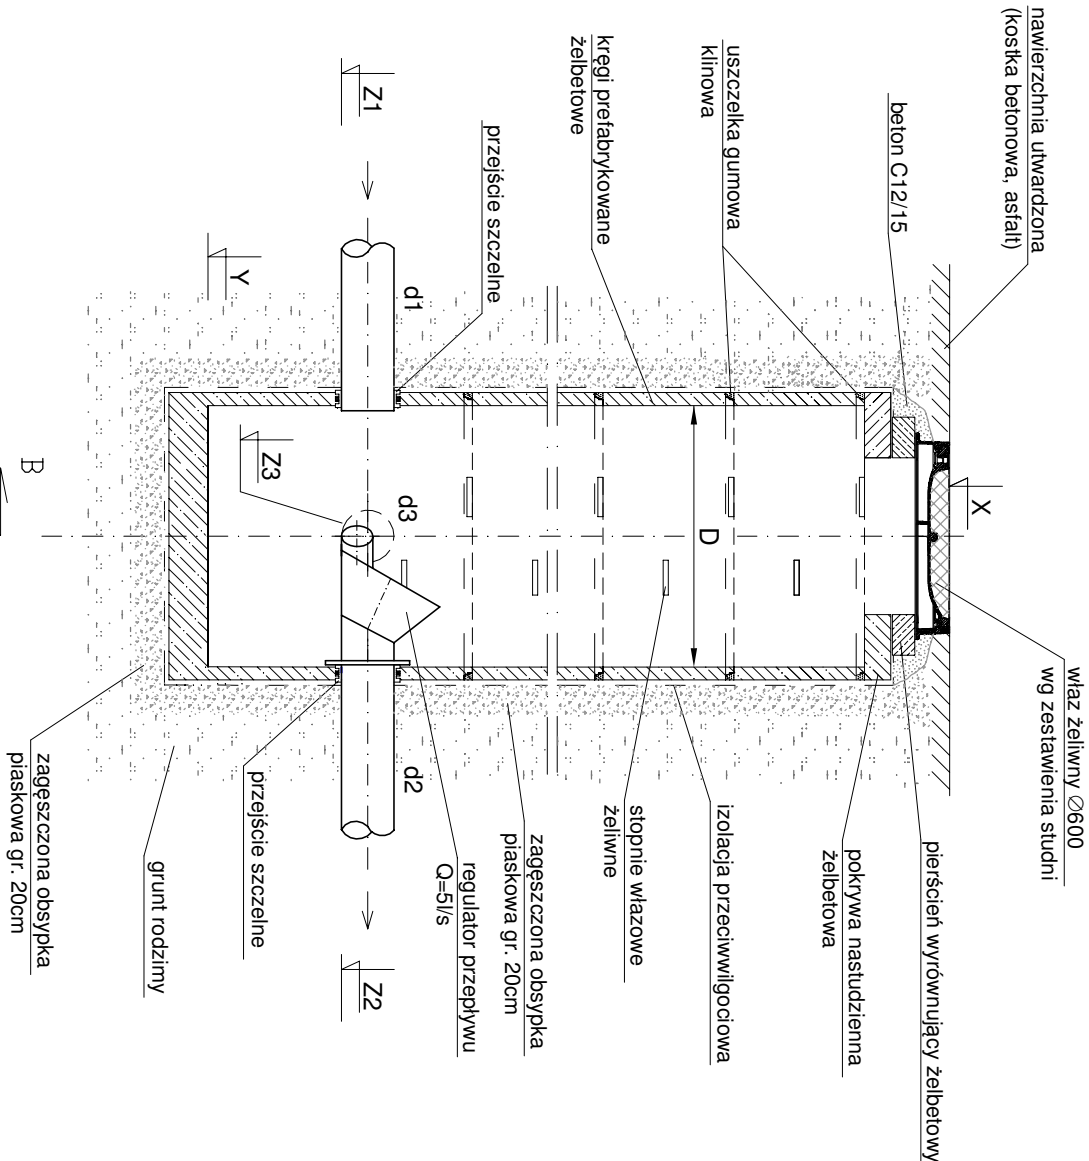 nawierzchnia utwardzona
(kostka betonowa, asfalt)
beton C12/15
uszczelka gumowa
klinowa
kręgi prefabrykowane
żelbetowe
przejście szczelne
Z1
d1
Y
Z3
d3
D
X
B
właz żeliwny Ø600
wg zestawienia studni
pierścień wyrównujący żelbetowy
pokrywa nastudzienna
żelbetowa
izolacja przeciwwilgociowa
stopnie włazowe
żeliwne
zagęszczona obsypka
piaskowa gr. 20cm
regulator przepływu
Q=5l/s
d2
Z2
przejście szczelne
grunt rodzimy
zagęszczona obsypka
piaskowa gr. 20cm